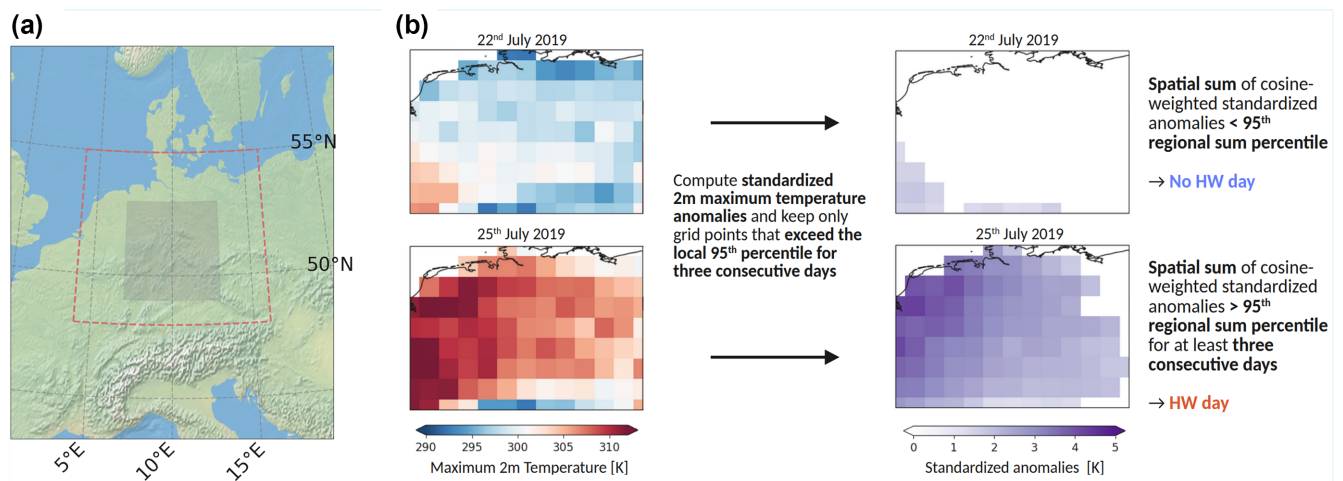 (a)
55°N
50°N
5°E
10°E
15°E
(b)
22nd July 2019
25th July 2019
290 295 300 305 310
Maximum 2m Temperature [K]
Compute standardized
2m maximum temperature
anomalies and keep only
grid points that exceed the
local 95th percentile for
three consecutive days
22nd July 2019
25th July 2019
0 1 2 3 4 5
Standardized anomalies [K]
Spatial sum of cosine-
weighted standardized
anomalies < 95th
regional sum percentile
→ No HW day
Spatial sum of cosine-
weighted standardized
anomalies > 95th
regional sum percentile
for at least three
consecutive days
→ HW day